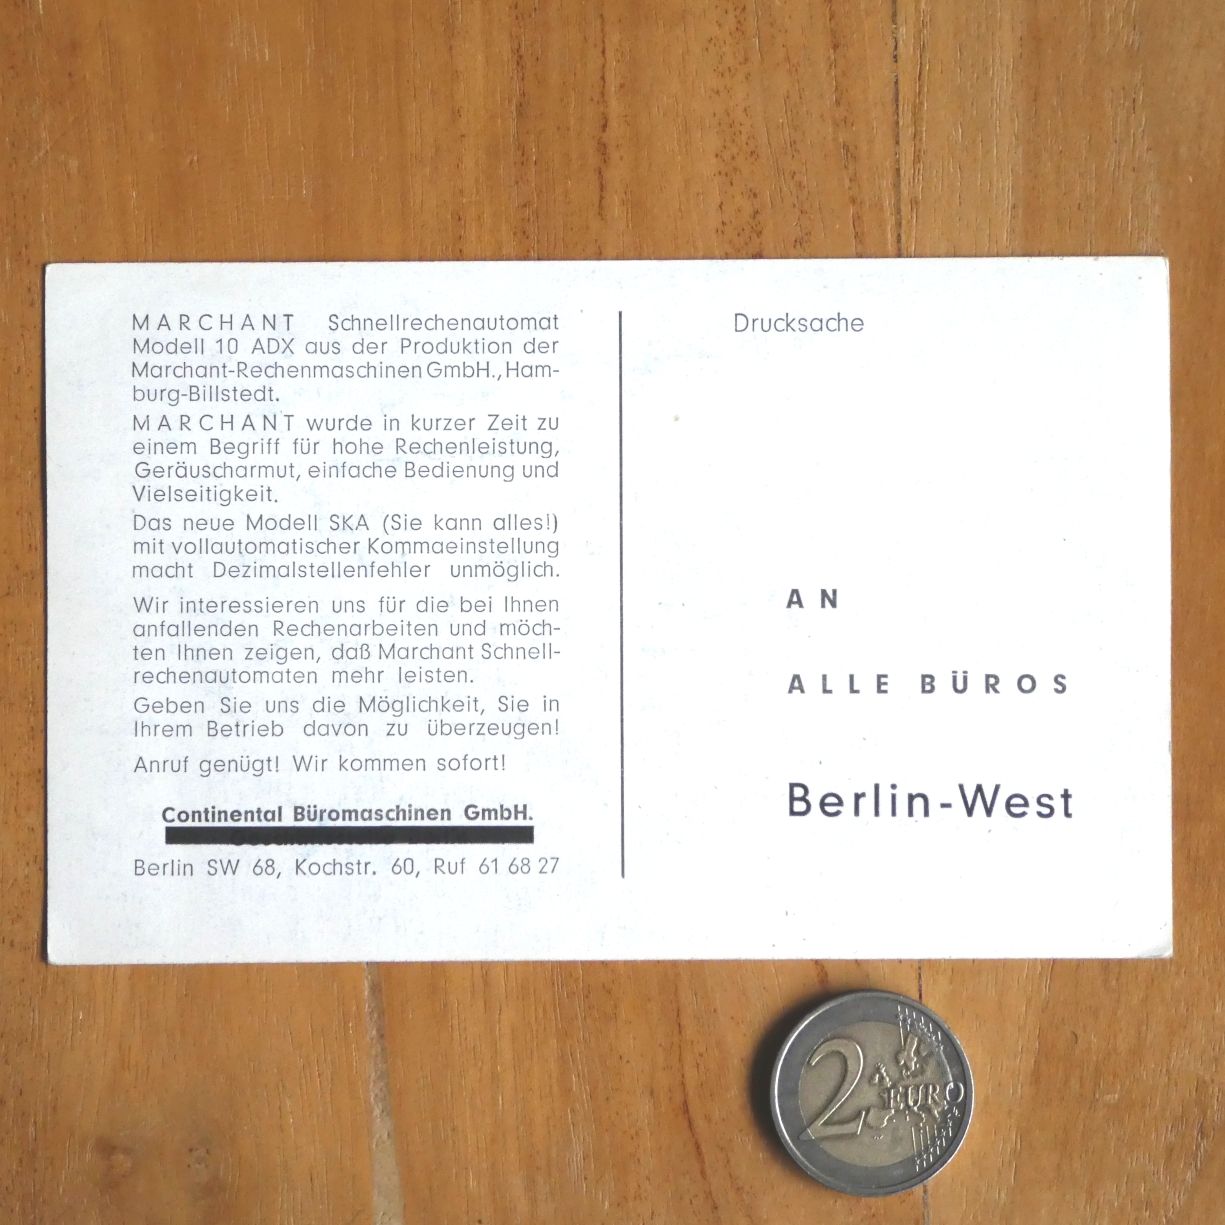 MARCHANT Schnellrechenautomat
Modell 10 ADX aus der Produktion der
Marchant-Rechenmaschinen GmbH., Ham-
burg-Billstedt.
MARCHANT wurde in kurzer Zeit zu
einem Begriff für hohe Rechenleistung,
Geräuscharmut, einfache Bedienung und
Vielseitigkeit.
Das neue Modell SKA (Sie kann alles!)
mit vollautomatischer Kommaeinstellung
macht Dezimalstellenfehler unmöglich.
Wir interessieren uns für die bei Ihnen
anfallenden Rechenarbeiten und möch-
ten Ihnen zeigen, daß Marchant Schnell-
rechenautomaten mehr leisten.
Geben Sie uns die Möglichkeit, Sie in
Ihrem Betrieb davon zu überzeugen!
Anruf genügt! Wir kommen sofort!
Continental Büromaschinen GmbH.
Berlin SW 68, Kochstr. 60, Ruf 61 68 27
Drucksache
AN
ALLE BÜROS
Berlin-West
2 EURO